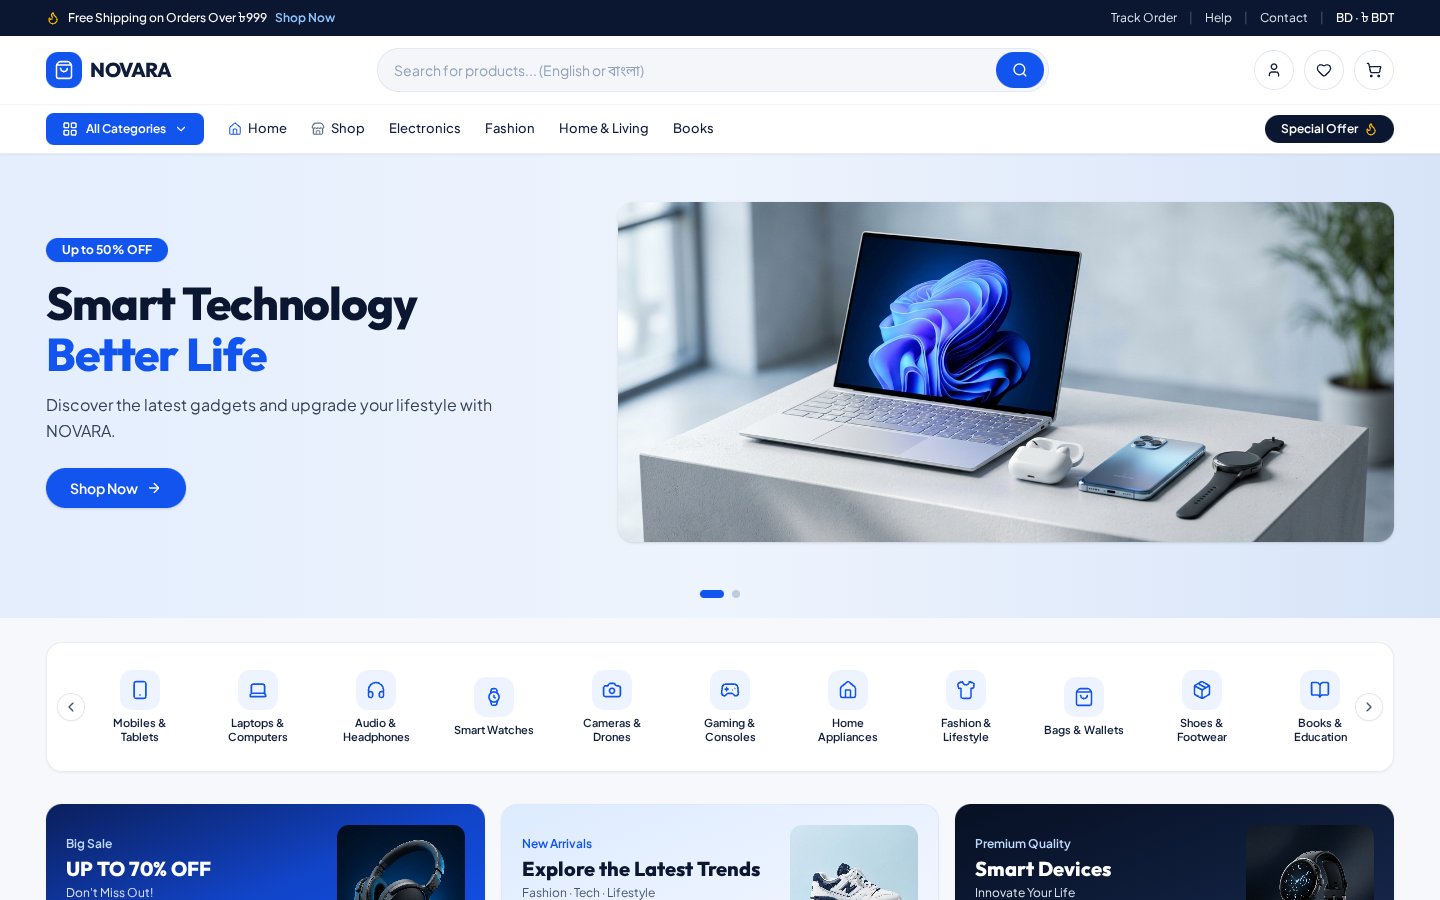 Free Shipping on Orders Over ৳999 Shop Now
Track Order | Help | Contact | BD · ৳ BDT
NOVARA
Search for products... (English or বাংলা)
All Categories
Home
Shop
Electronics
Fashion
Home & Living
Books
Special Offer
Up to 50% OFF
Smart Technology
Better Life
Discover the latest gadgets and upgrade your lifestyle with
NOVARA.
Shop Now
Mobiles &
Tablets
Laptops &
Computers
Audio &
Headphones
Smart Watches
Cameras &
Drones
Gaming &
Consoles
Home
Appliances
Fashion &
Lifestyle
Bags & Wallets
Shoes &
Footwear
Books &
Education
Big Sale
UP TO 70% OFF
Don't Miss Out!
New Arrivals
Explore the Latest Trends
Fashion · Tech · Lifestyle
Premium Quality
Smart Devices
Innovate Your Life